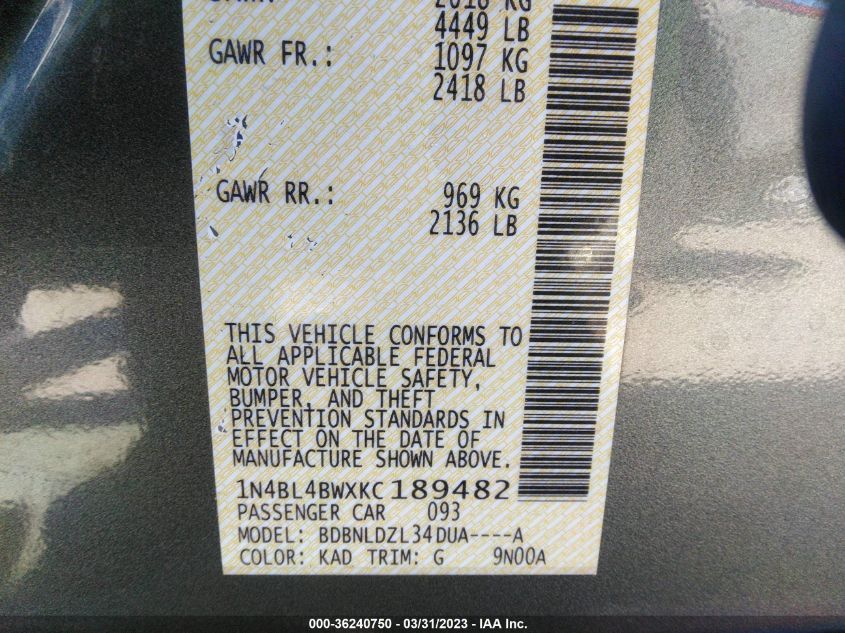 4449 LB
GAWR FR.: 1097 KG
2418 LB
GAWR RR.: 969 KG
2136 LB
THIS VEHICLE CONFORMS TO
ALL APPLICABLE FEDERAL
MOTOR VEHICLE SAFETY,
BUMPER, AND THEFT
PREVENTION STANDARDS IN
EFFECT ON THE DATE OF
MANUFACTURE SHOWN ABOVE.
1N4BL4BWXKC189482
PASSENGER CAR 093
MODEL: BDBNLDZL34DUA----A
COLOR: KAD TRIM: G 9N00A
000-36240750 — 03/31/2023 — © IAA Inc.